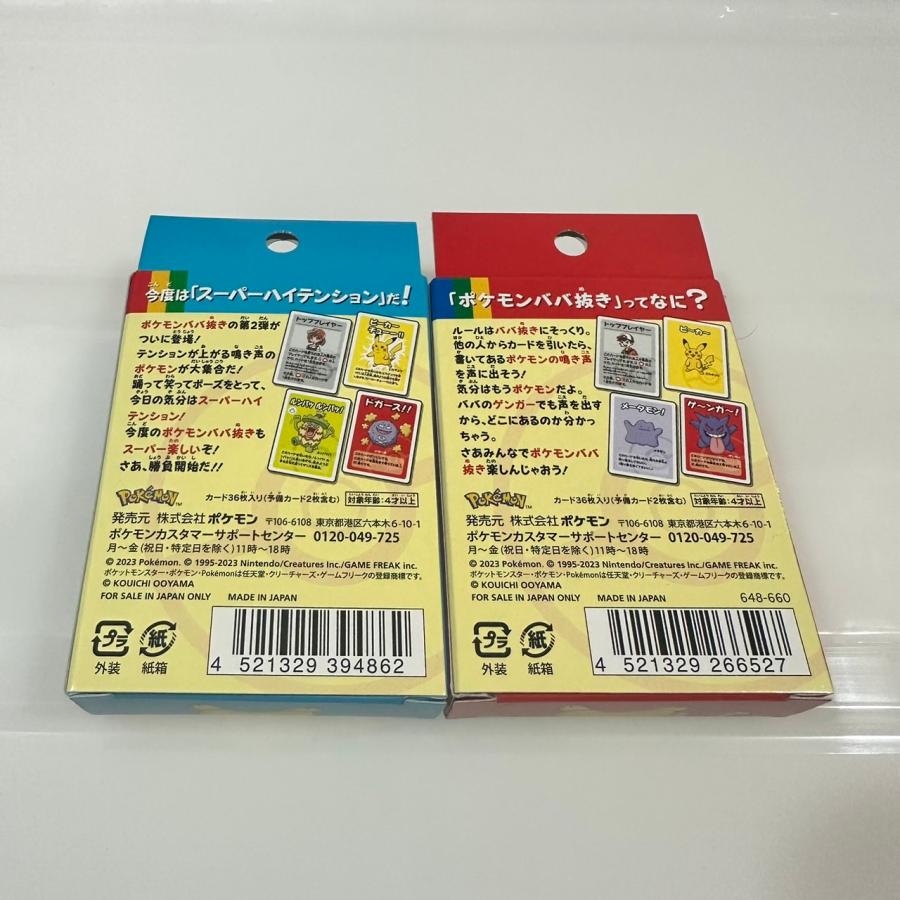 今度は「スーパーハイテンション」だ!
ポケモンババ抜きの第2弾が
ついに登場!
テンションが上がる鳴き声の
ポケモンが大集合だ!
踊って笑ってポーズをとって、
今日の気分はスーパーハイ
テンション!
今度のポケモンババ抜きも
スーパー楽しいぞ!
さあ、勝負開始だ!!
トッププレイヤー
ピーカー
チュー――!!
ルンパッ ルンパッ!
ドガース!!
Pokémon
カード36枚入り(予備カード2枚含む)
対象年齢:4才以上
発売元 株式会社ポケモン 〒106-6108 東京都港区六本木6-10-1
ポケモンカスタマーサポートセンター 0120-049-725
月~金(祝日・特定日を除く)11時~18時
© 2023 Pokémon. © 1995-2023 Nintendo/Creatures Inc./GAME FREAK inc.
ポケットモンスター・ポケモン・Pokémonは任天堂・クリーチャーズ・ゲームフリークの登録商標です。
© KOUICHI OOYAMA
FOR SALE IN JAPAN ONLY MADE IN JAPAN
プラ
外装
紙
紙箱
4 521329 394862
「ポケモンババ抜き」ってなに?
ルールはババ抜きにそっくり。
他の人からカードを引いたら、
書いてあるポケモンの鳴き声
を声に出そう!
気分はもうポケモンだよ。
ババのゲンガーでも声を出す
から、どこにあるのか分かっ
ちゃう。
さあみんなでポケモンババ
抜き楽しんじゃおう!
トッププレイヤー
ピーカー
メータモン!
ゲーンガー!
Pokémon
カード36枚入り(予備カード2枚含む)
対象年齢:4才以上
発売元 株式会社ポケモン 〒106-6108 東京都港区六本木6-10-1
ポケモンカスタマーサポートセンター 0120-049-725
月~金(祝日・特定日を除く)11時~18時
© 2023 Pokémon. © 1995-2023 Nintendo/Creatures Inc./GAME FREAK inc.
ポケットモンスター・ポケモン・Pokémonは任天堂・クリーチャーズ・ゲームフリークの登録商標です。
© KOUICHI OOYAMA
FOR SALE IN JAPAN ONLY MADE IN JAPAN 648-660
プラ
外装
紙
紙箱
4 521329 266527